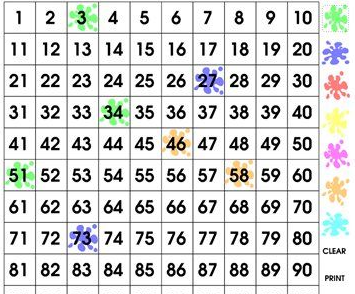 1 2 3 4 5 6 7 8 9 10
11 12 13 14 15 16 17 18 19 20
21 22 23 24 25 26 27 28 29 30
31 32 33 34 35 36 37 38 39 40
41 42 43 44 45 46 47 48 49 50
51 52 53 54 55 56 57 58 59 60
61 62 63 64 65 66 67 68 69 70
71 72 73 74 75 76 77 78 79 80
CLEAR
81 82 83 84 85 86 87 88 89 90
PRINT